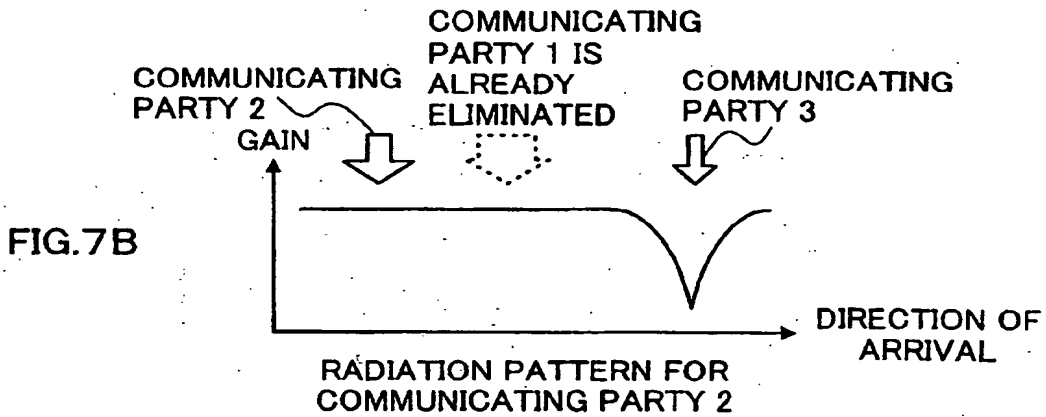 COMMUNICATING
PARTY 1 IS
ALREADY
ELIMINATED
COMMUNICATING
PARTY 2
COMMUNICATING
PARTY 3
GAIN
FIG.7B
DIRECTION OF
ARRIVAL
RADIATION PATTERN FOR
COMMUNICATING PARTY 2